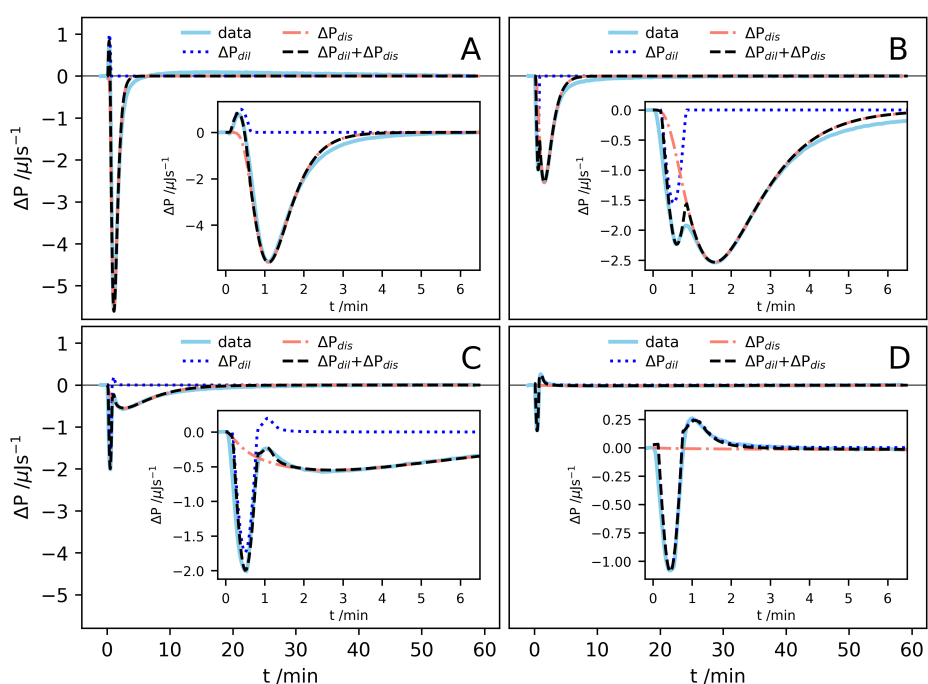 data ΔP_dis
ΔP_dil ΔP_dil+ΔP_dis
A
ΔP /μJs⁻¹
1
0
−1
−2
−3
−4
−5
ΔP /μJs⁻¹
0
−2
−4
0 1 2 3 4 5 6
t /min
data ΔP_dis
ΔP_dil ΔP_dil+ΔP_dis
B
ΔP /μJs⁻¹
0.0
−0.5
−1.0
−1.5
−2.0
−2.5
0 1 2 3 4 5 6
t /min
data ΔP_dis
ΔP_dil ΔP_dil+ΔP_dis
C
ΔP /μJs⁻¹
1
0
−1
−2
−3
−4
−5
ΔP /μJs⁻¹
0.0
−0.5
−1.0
−1.5
−2.0
0 1 2 3 4 5 6
t /min
0 10 20 30 40 50 60
t /min
data ΔP_dis
ΔP_dil ΔP_dil+ΔP_dis
D
ΔP /μJs⁻¹
0.25
0.00
−0.25
−0.50
−0.75
−1.00
0 1 2 3 4 5 6
t /min
0 10 20 30 40 50 60
t /min